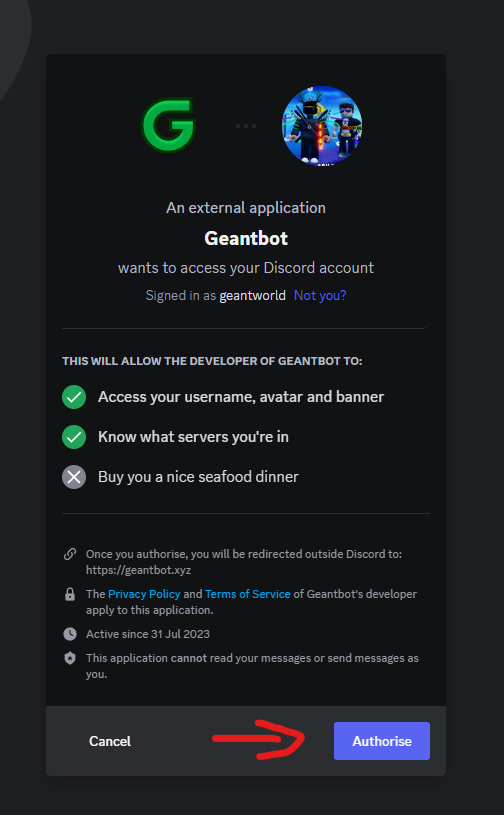 An external application
Geantbot
wants to access your Discord account
Signed in as geantworld Not you?
THIS WILL ALLOW THE DEVELOPER OF GEANTBOT TO:
Access your username, avatar and banner
Know what servers you're in
Buy you a nice seafood dinner
Once you authorise, you will be redirected outside Discord to:
https://geantbot.xyz
The Privacy Policy and Terms of Service of Geantbot's developer
apply to this application.
Active since 31 Jul 2023
This application cannot read your messages or send messages as
you.
Cancel
Authorise